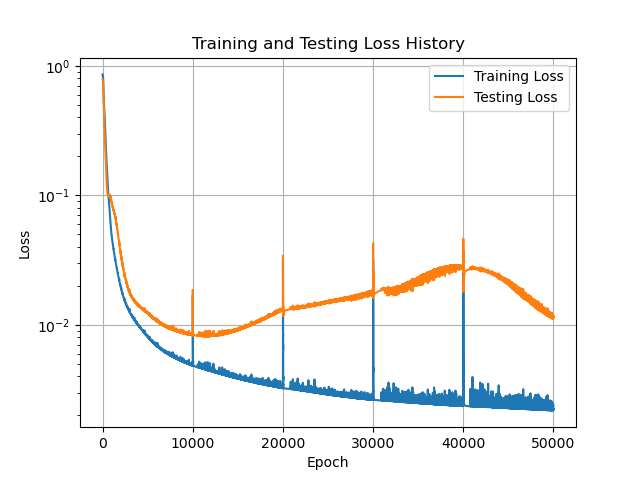 Training and Testing Loss History
Training Loss
Testing Loss
Loss
10⁰
10⁻¹
10⁻²
0 10000 20000 30000 40000 50000
Epoch